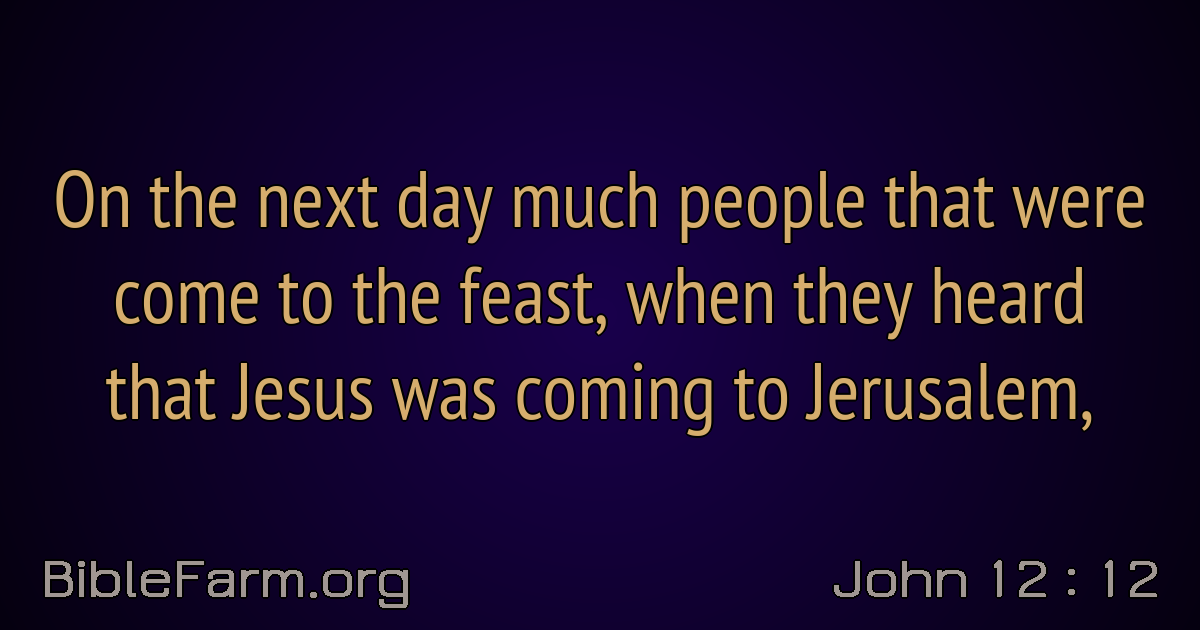 On the next day much people that were
come to the feast, when they heard
that Jesus was coming to Jerusalem,
BibleFarm.org
John 12 : 12